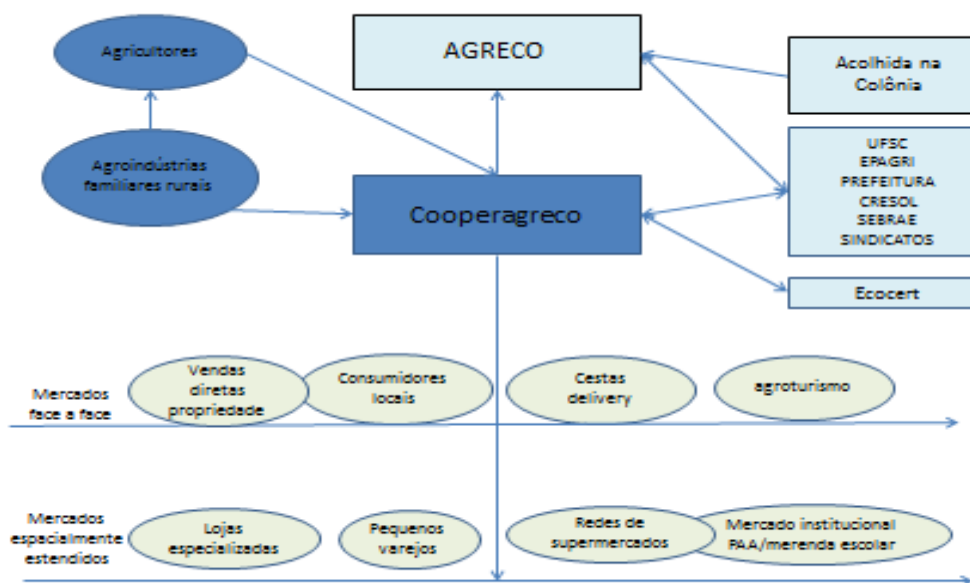 Agricultores
AGRECO
Acolhida na
Colônia
Agroindústrias
familiares rurais
UFSC
EPAGRI
PREFEITURA
CRESOL
SEBRAE
SINDICATOS
Cooperagreco
Ecocert
Mercados
face a face
Vendas
diretas
propriedade
Consumidores
locais
Cestas
delivery
agroturismo
Mercados
espacialmente
estendidos
Lojas
especializadas
Pequenos
varejos
Redes de
supermercados
Mercado institucional
PAA/merenda escolar